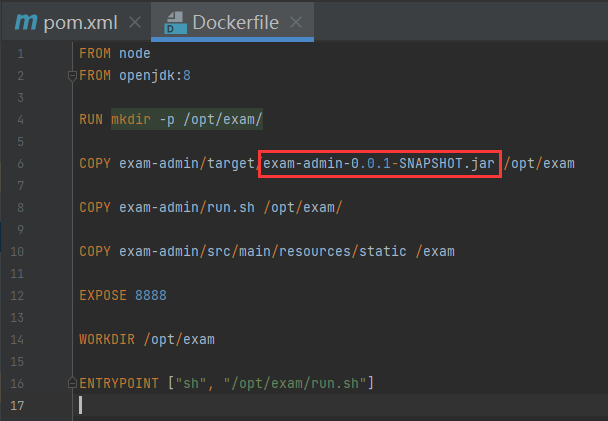 m pom.xml × D Dockerfile ×
1 FROM node
2 FROM openjdk:8
3
4 RUN mkdir -p /opt/exam/
5
6 COPY exam-admin/target/exam-admin-0.0.1-SNAPSHOT.jar /opt/exam
7
8 COPY exam-admin/run.sh /opt/exam/
9
10 COPY exam-admin/src/main/resources/static /exam
11
12 EXPOSE 8888
13
14 WORKDIR /opt/exam
15
16 ENTRYPOINT ["sh", "/opt/exam/run.sh"]
17